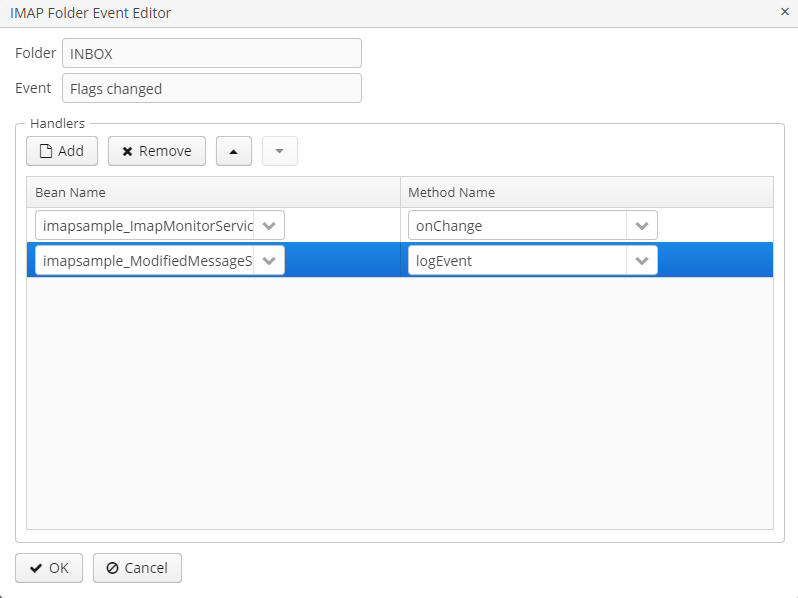 IMAP Folder Event Editor
Folder INBOX
Event Flags changed
Handlers
Add Remove
Bean Name Method Name
imapsample_ImapMonitorServic onChange
imapsample_ModifiedMessageS logEvent
OK Cancel